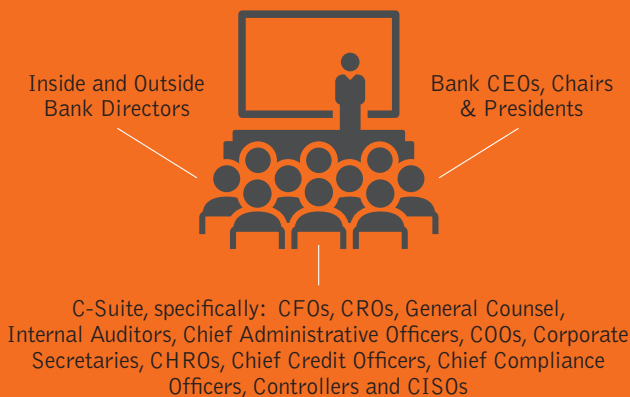 Inside and Outside
Bank Directors
Bank CEOs, Chairs
& Presidents
C-Suite, specifically: CFOs, CROs, General Counsel,
Internal Auditors, Chief Administrative Officers, COOs, Corporate
Secretaries, CHROs, Chief Credit Officers, Chief Compliance
Officers, Controllers and CISOs